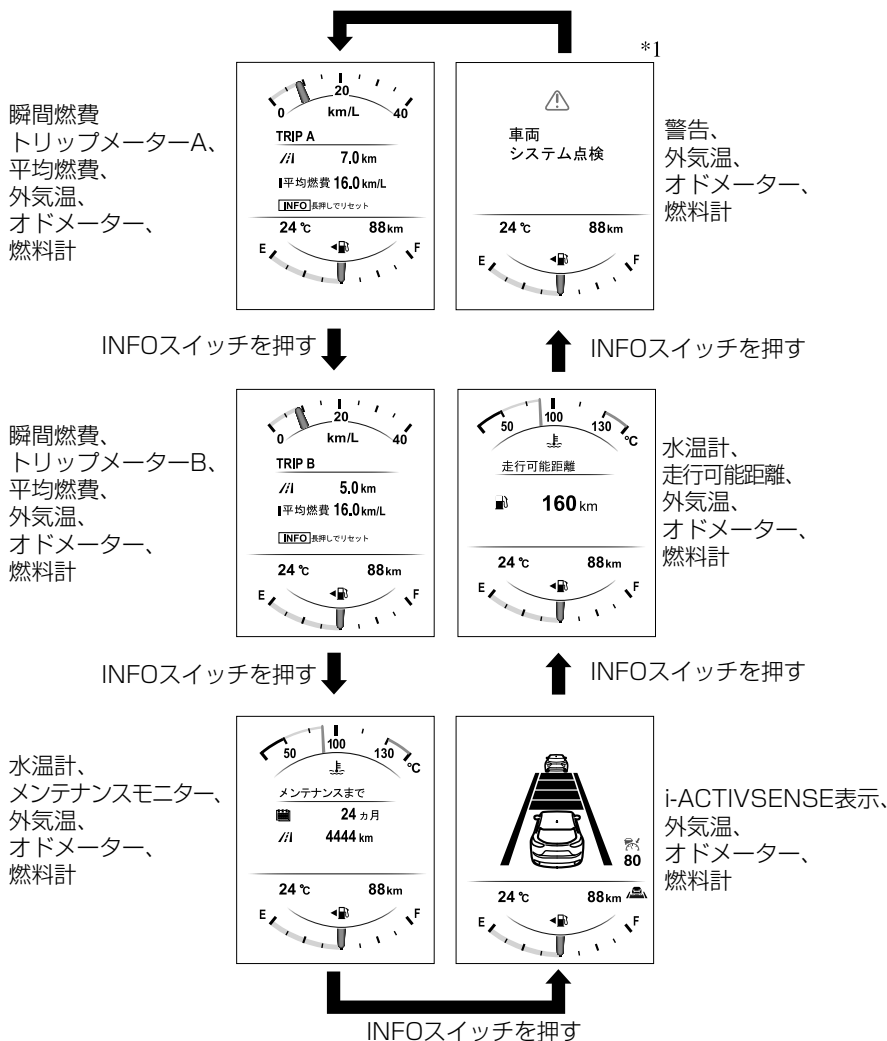 *1
瞬間燃費
トリップメーターA、
平均燃費、
外気温、
オドメーター、
燃料計
0 20 40
km/L
TRIP A
7.0 km
平均燃費 16.0 km/L
INFO 長押しでリセット
24 ℃ 88 km
E F
車両
システム点検
24 ℃ 88 km
E F
警告、
外気温、
オドメーター、
燃料計
INFOスイッチを押す
INFOスイッチを押す
瞬間燃費、
トリップメーターB、
平均燃費、
外気温、
オドメーター、
燃料計
0 20 40
km/L
TRIP B
5.0 km
平均燃費 16.0 km/L
INFO 長押しでリセット
24 ℃ 88 km
E F
50 100 130 ℃
走行可能距離
160 km
24 ℃ 88 km
E F
水温計、
走行可能距離、
外気温、
オドメーター、
燃料計
INFOスイッチを押す
INFOスイッチを押す
水温計、
メンテナンスモニター、
外気温、
オドメーター、
燃料計
50 100 130 ℃
メンテナンスまで
24 ヵ月
4444 km
24 ℃ 88 km
E F
80
24 ℃ 88 km
E F
i-ACTIVSENSE表示、
外気温、
オドメーター、
燃料計
INFOスイッチを押す